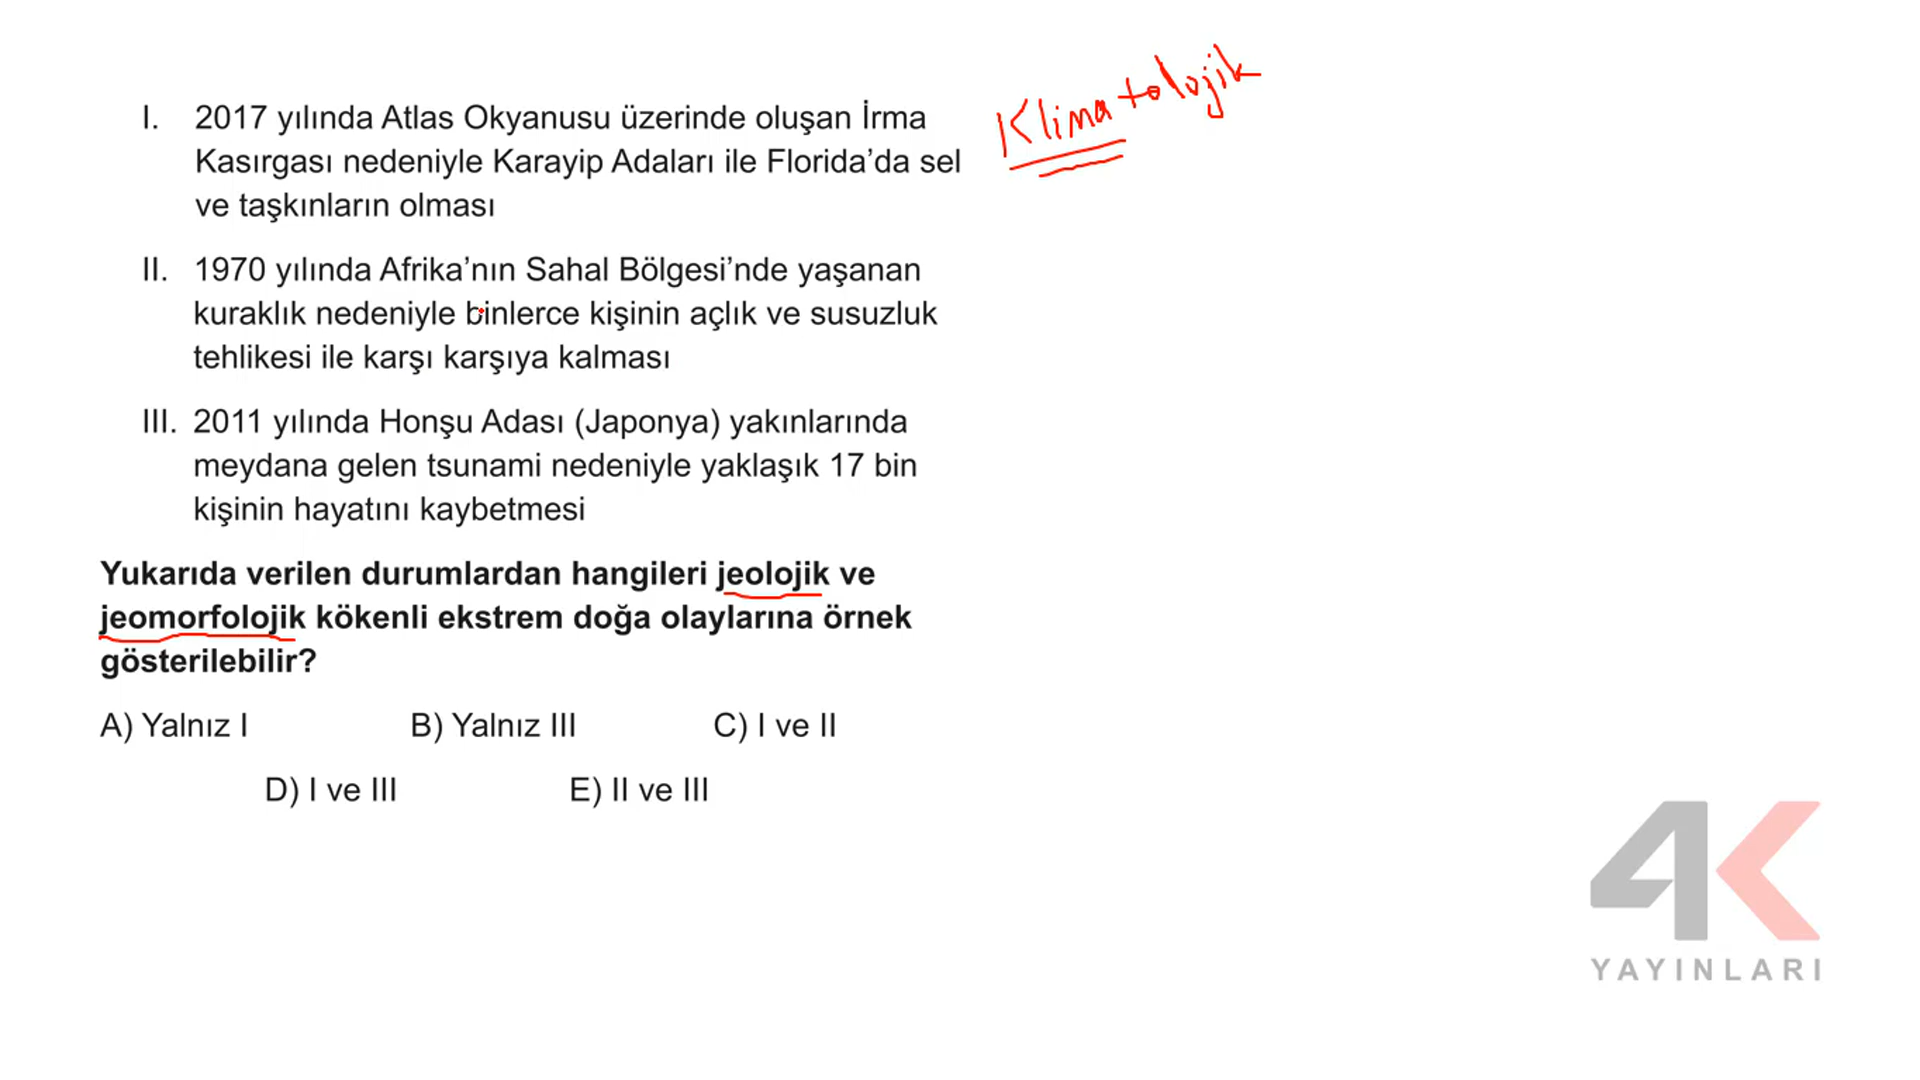 Klimatolojik
I. 2017 yılında Atlas Okyanusu üzerinde oluşan İrma
Kasırgası nedeniyle Karayip Adaları ile Florida’da sel
ve taşkınların olması
II. 1970 yılında Afrika’nın Sahal Bölgesi’nde yaşanan
kuraklık nedeniyle binlerce kişinin açlık ve susuzluk
tehlikesi ile karşı karşıya kalması
III. 2011 yılında Honşu Adası (Japonya) yakınlarında
meydana gelen tsunami nedeniyle yaklaşık 17 bin
kişinin hayatını kaybetmesi
Yukarıda verilen durumlardan hangileri jeolojik ve
jeomorfolojik kökenli ekstrem doğa olaylarına örnek
gösterilebilir?
A) Yalnız I B) Yalnız III C) I ve II
D) I ve III E) II ve III
4K
YAYINLARI